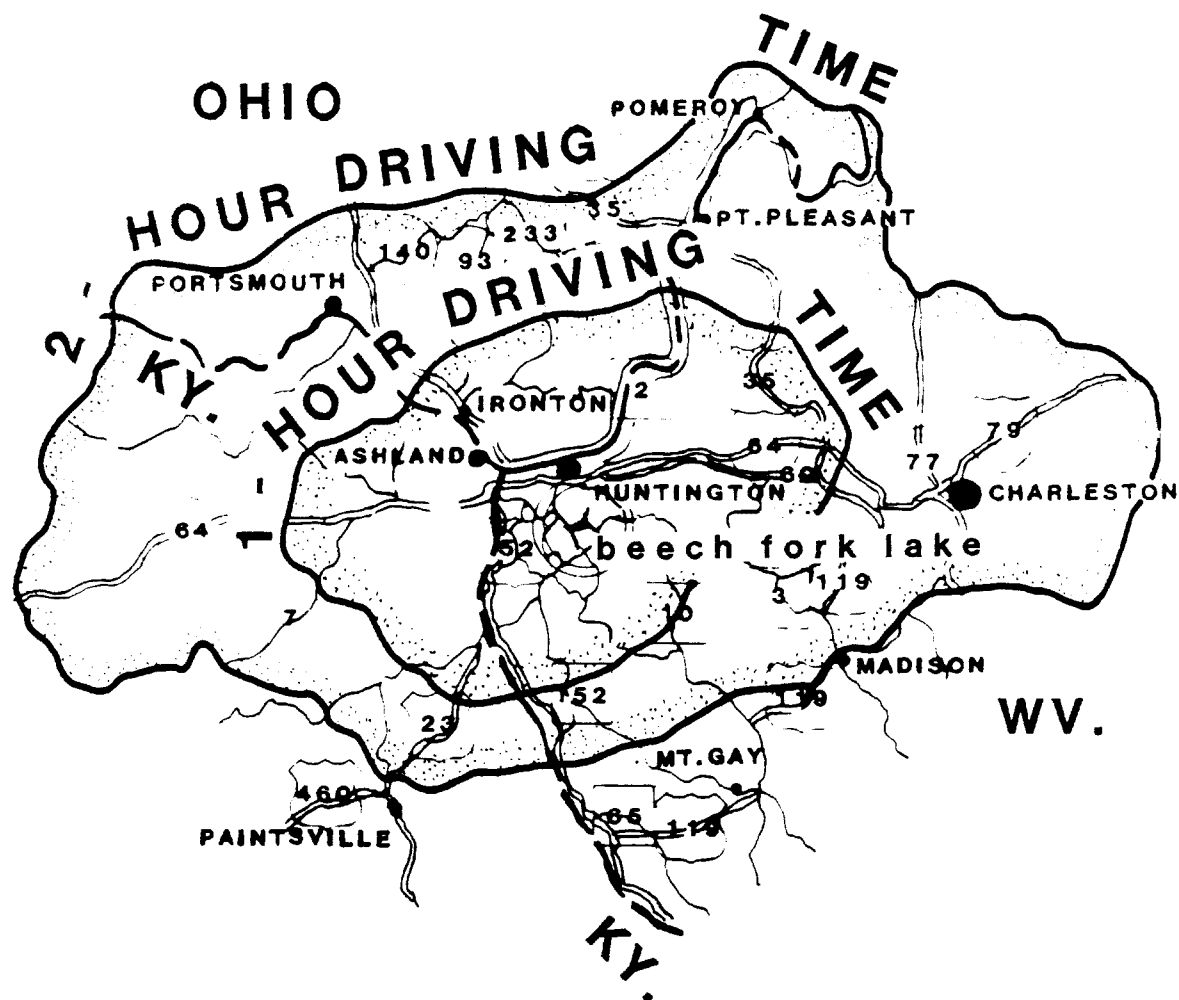 TIME
OHIO
POMEROY
2 - HOUR DRIVING
35
PT.PLEASANT
140
233
93
PORTSMOUTH
1 - HOUR DRIVING TIME
KY.
35
2
IRONTON
79
64
ASHLAND
77
60
HUNTINGTON
CHARLESTON
64
52
beech fork lake
119
3
10
7
MADISON
52
119
WV.
23
MT.GAY
460
65
119
PAINTSVILLE
KY.